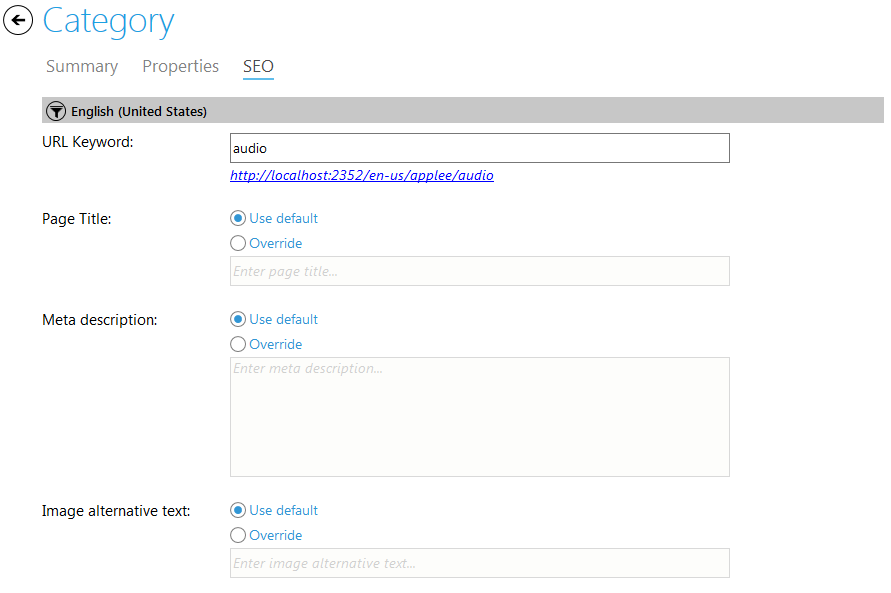 Category
Summary Properties SEO
English (United States)
URL Keyword:
audio
http://localhost:2352/en-us/applee/audio
Page Title:
Use default
Override
Enter page title...
Meta description:
Use default
Override
Enter meta description...
Image alternative text:
Use default
Override
Enter image alternative text...